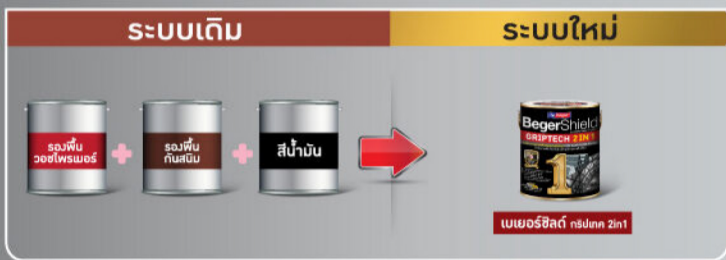 ระบบเดิม
ระบบใหม่
รองพื้น
วอชไพรเมอร์
รองพื้น
กันสนิม
สีน้ำมัน
Beger
BegerShield
GRIPTECH 2 IN 1
1
เบเยอร์ชิลด์ กริปเทค 2in1